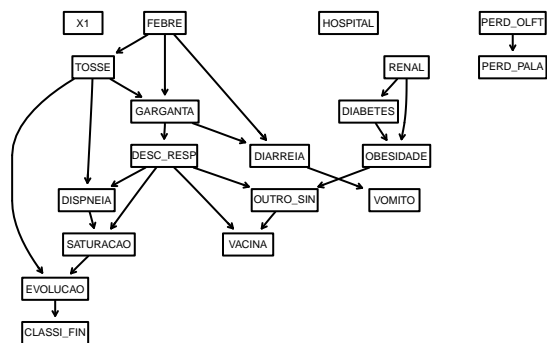 X1
FEBRE
HOSPITAL
PERD_OLFT
TOSSE
RENAL
PERD_PALA
GARGANTA
DIABETES
DESC_RESP
DIARREIA
OBESIDADE
DISPNEIA
OUTRO_SIN
VOMITO
SATURACAO
VACINA
EVOLUCAO
CLASSI_FIN